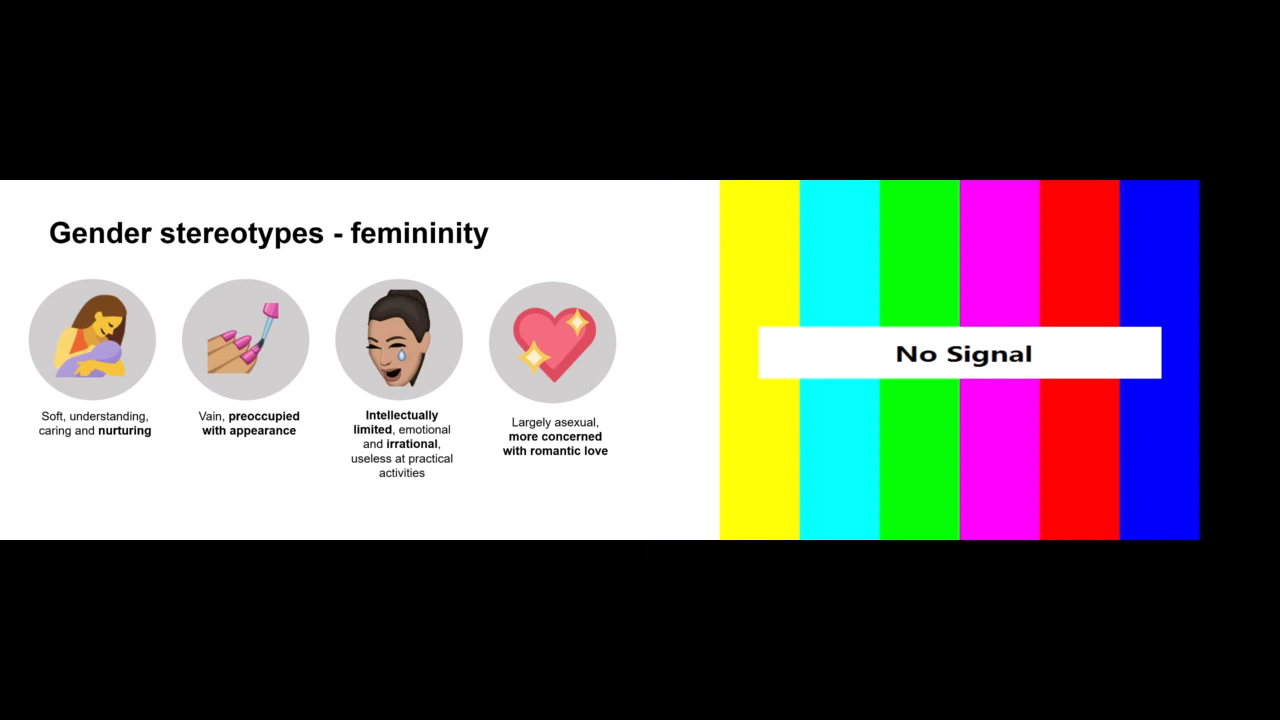 Gender stereotypes - femininity
Soft, understanding,
caring and nurturing
Vain, preoccupied
with appearance
Intellectually
limited, emotional
and irrational,
useless at practical
activities
Largely asexual,
more concerned
with romantic love
No Signal